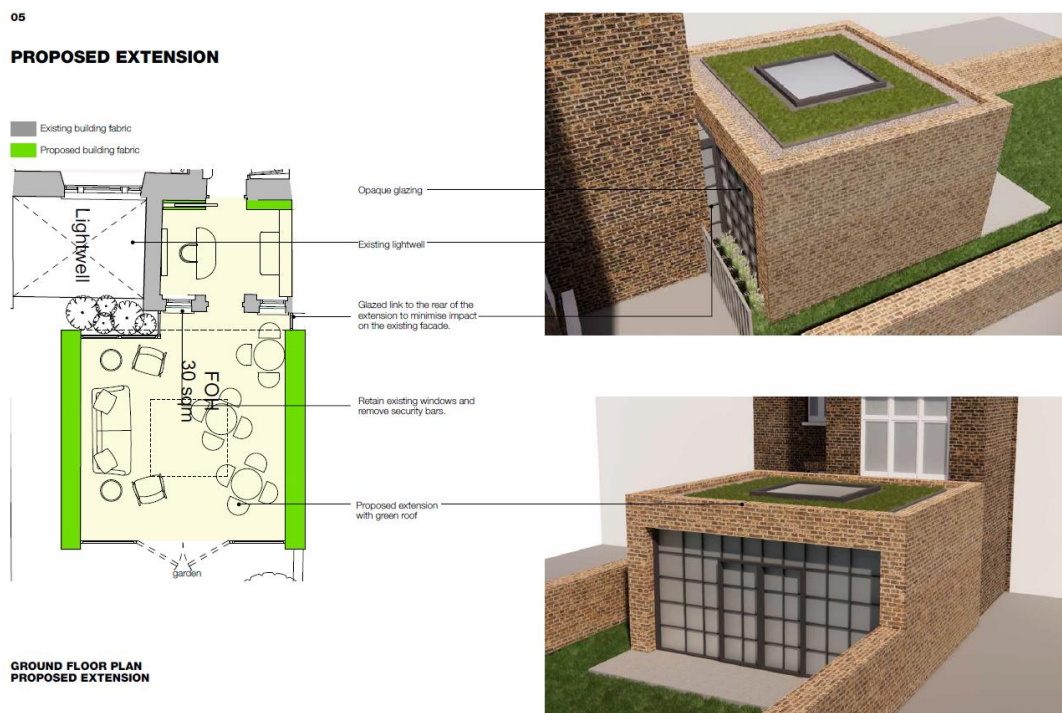 05
PROPOSED EXTENSION
Existing building fabric
Proposed building fabric
Lightwell
FOH
30 sqm
garden
Opaque glazing
Existing lightwell
Glazed link to the rear of the
extension to minimise impact
on the existing facade.
Retain existing windows and
remove security bars.
Proposed extension
with green roof
GROUND FLOOR PLAN
PROPOSED EXTENSION